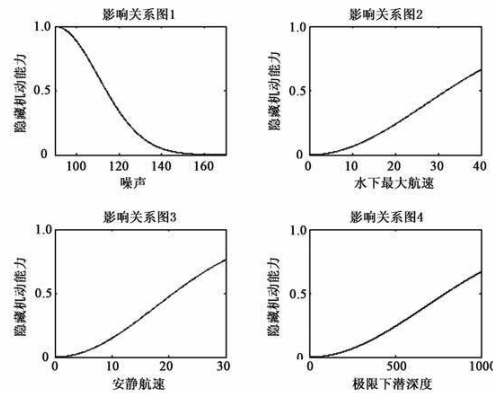 影响关系图1
1.0
0.5
0
100 120 140 160
隐藏机动能力
噪声
影响关系图2
1.0
0.5
0
0 10 20 30 40
隐藏机动能力
水下最大航速
影响关系图3
1.0
0.5
0
0 10 20 30
隐藏机动能力
安静航速
影响关系图4
1.0
0.5
0
0 500 1000
隐藏机动能力
极限下潜深度